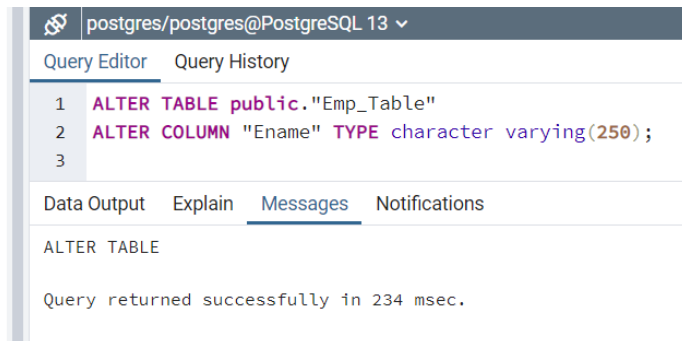 postgres/postgres@PostgreSQL 13
Query Editor Query History
1 ALTER TABLE public."Emp_Table"
2 ALTER COLUMN "Ename" TYPE character varying(250);
3
Data Output Explain Messages Notifications
ALTER TABLE
Query returned successfully in 234 msec.